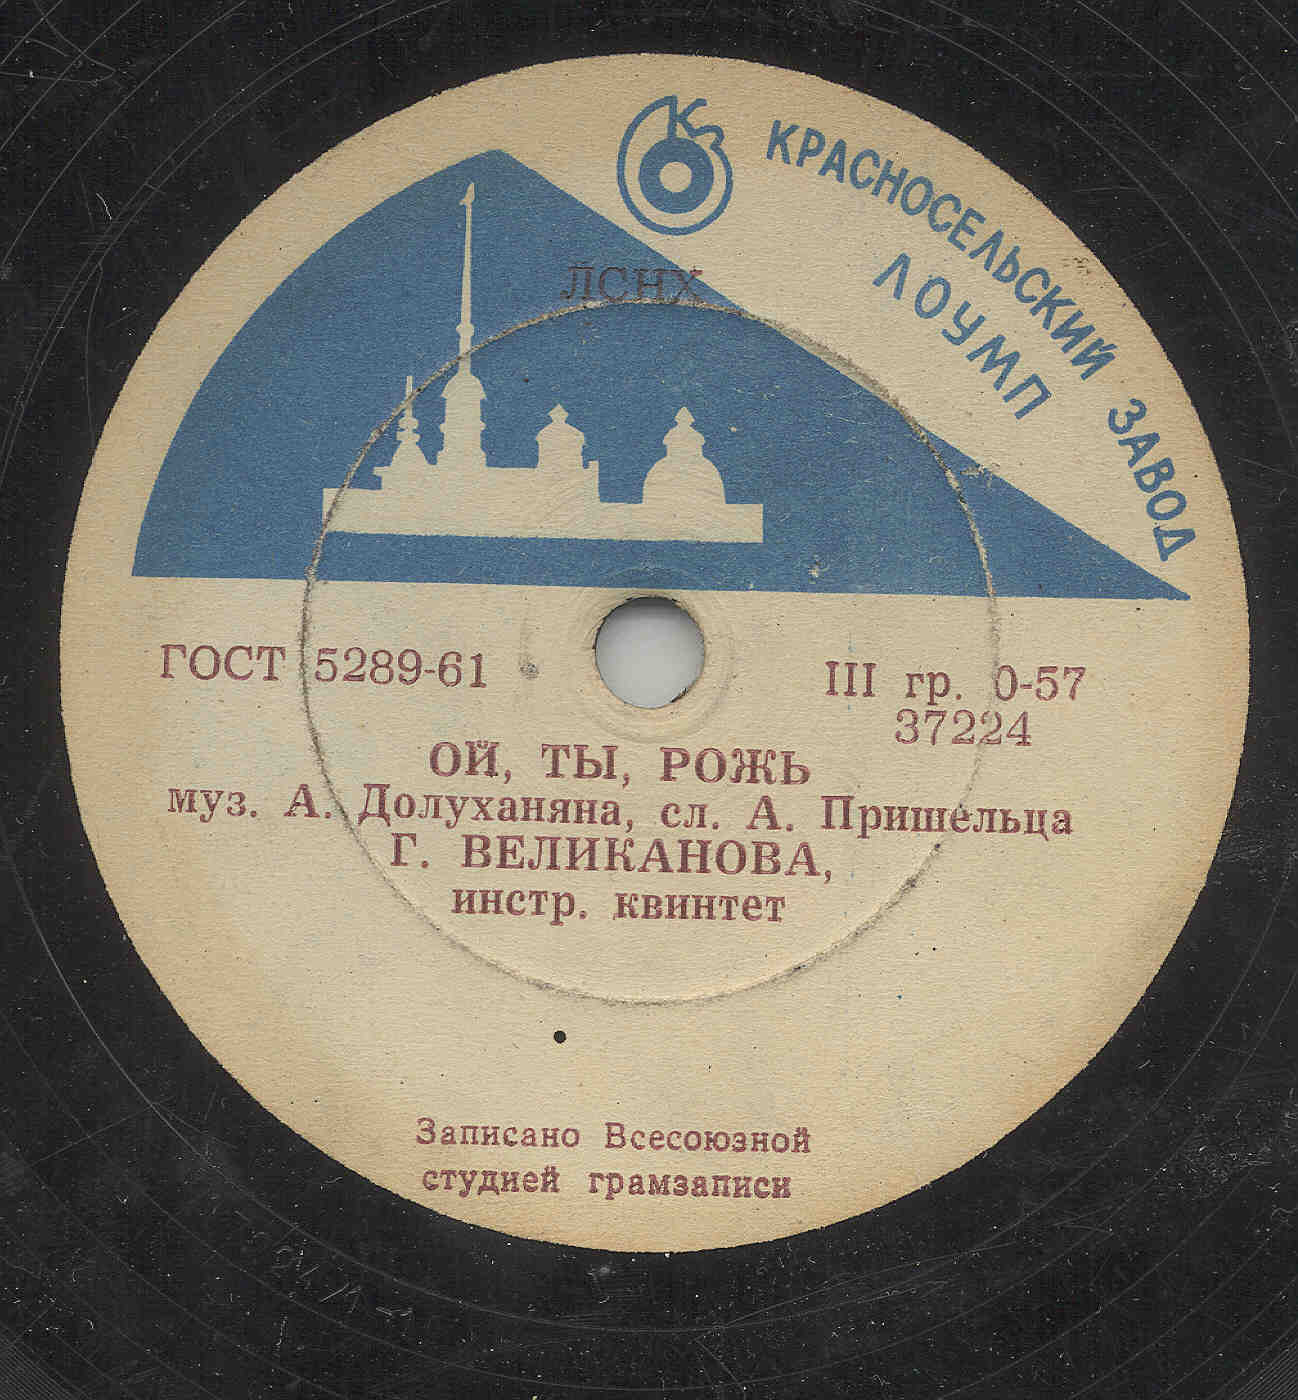 КРАСНОСЕЛЬСКИЙ ЗАВОД
ЛОУМП
ЛСНХ
ГОСТ 5289-61
III гр. 0-57
37224
ОЙ, ТЫ, РОЖЬ
муз. А. Долуханяна, сл. А. Пришельца
Г. ВЕЛИКАНОВА,
инстр. квинтет
Записано Всесоюзной
студией грамзаписи